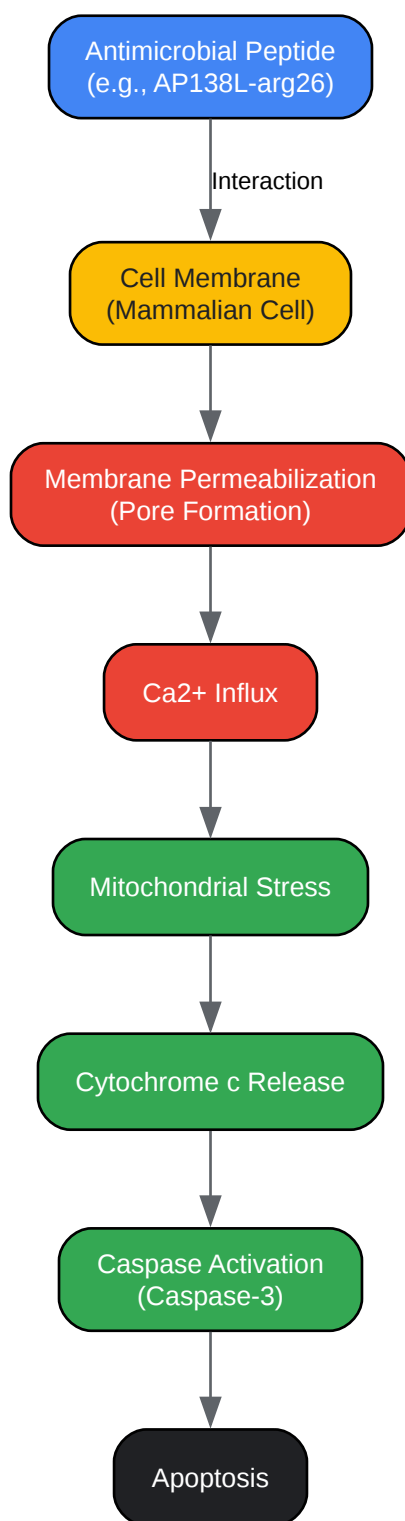 Antimicrobial Peptide
(e.g., AP138L-arg26)
Interaction
Cell Membrane
(Mammalian Cell)
Membrane Permeabilization
(Pore Formation)
Ca2+ Influx
Mitochondrial Stress
Cytochrome c Release
Caspase Activation
(Caspase-3)
Apoptosis